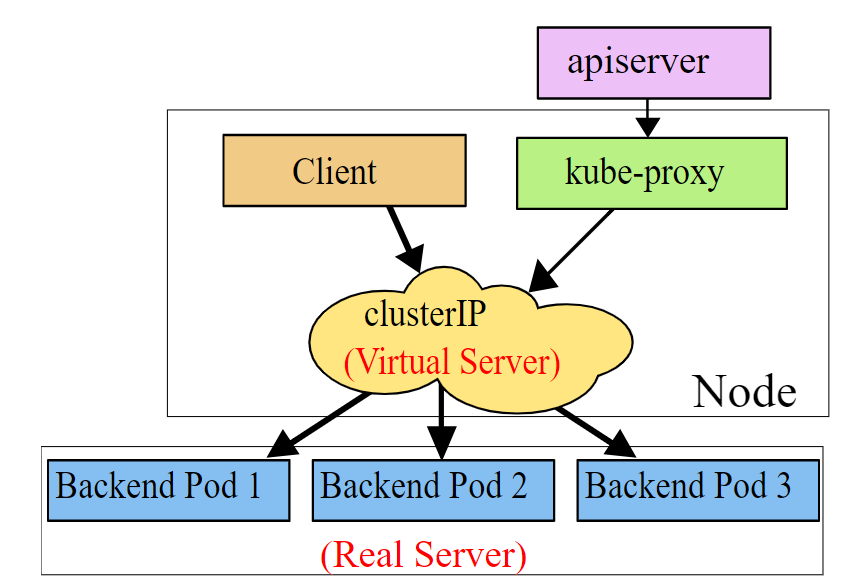 apiserver
Client
kube-proxy
clusterIP
(Virtual Server)
Node
Backend Pod 1
Backend Pod 2
Backend Pod 3
(Real Server)